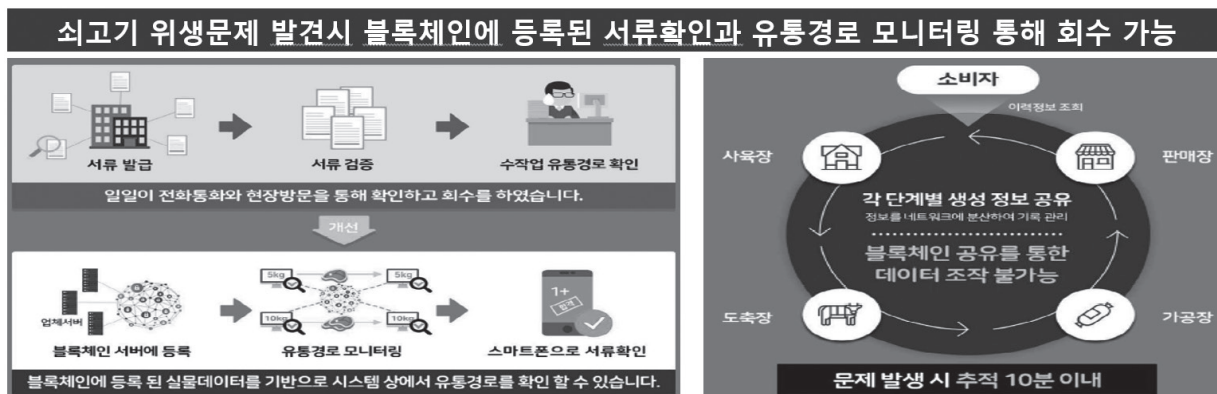 쇠고기 위생문제 발견시 블록체인에 등록된 서류확인과 유통경로 모니터링 통해 회수 가능
서류 발급
서류 검증
수작업 유통경로 확인
일일이 전화통화와 현장방문을 통해 확인하고 회수를 하였습니다.
개선
업체서버
5kg
5kg
10kg
10kg
1+
합격
블록체인 서버에 등록
유통경로 모니터링
스마트폰으로 서류확인
블록체인에 등록 된 실물데이터를 기반으로 시스템 상에서 유통경로를 확인 할 수 있습니다.
소비자
이력정보 조회
사육장
판매장
각 단계별 생성 정보 공유
정보를 네트워크에 분산하여 기록 관리
블록체인 공유를 통한
데이터 조작 불가능
도축장
가공장
문제 발생 시 추적 10분 이내